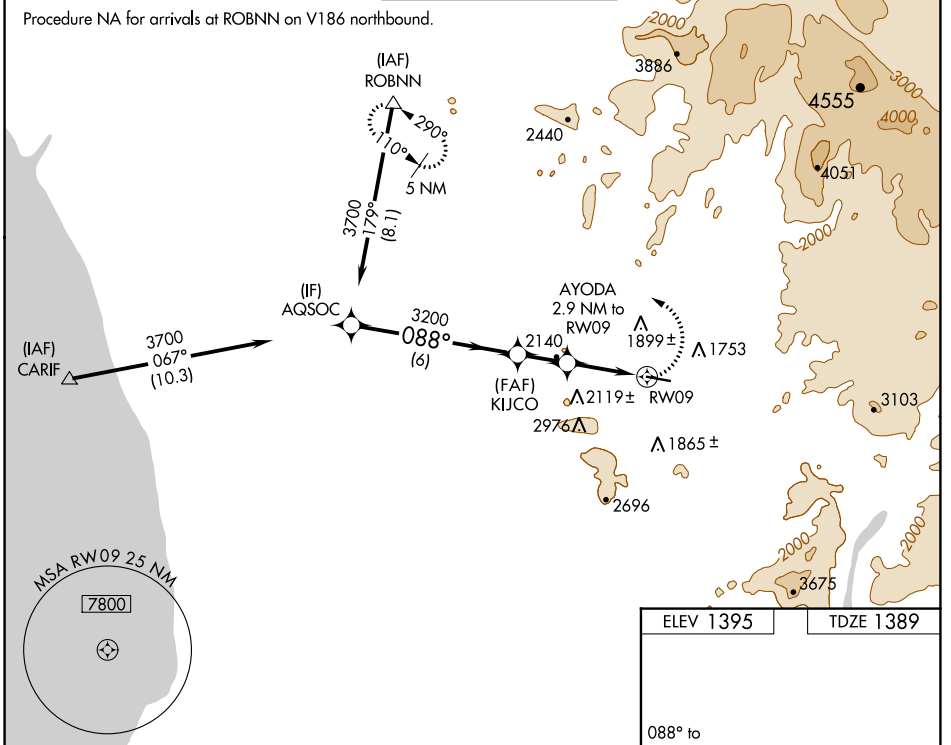 Procedure NA for arrivals at ROBNN on V186 northbound.
2000
3886
3000
4555
4000
(IAF)
ROBNN
290°
110°
5 NM
2440
4051
3700
179°
(8.1)
2000
(IF)
AQSOC
3200
088°
(6)
AYODA
2.9 NM to
RW09
2140
1899±
1753
(IAF)
CARIF
3700
067°
(10.3)
(FAF)
KIJCO
2119±
RW09
2976
1865±
3103
2696
2000
2000
3675
MSA RW09 25 NM
7800
ELEV 1395
TDZE 1389
088° to